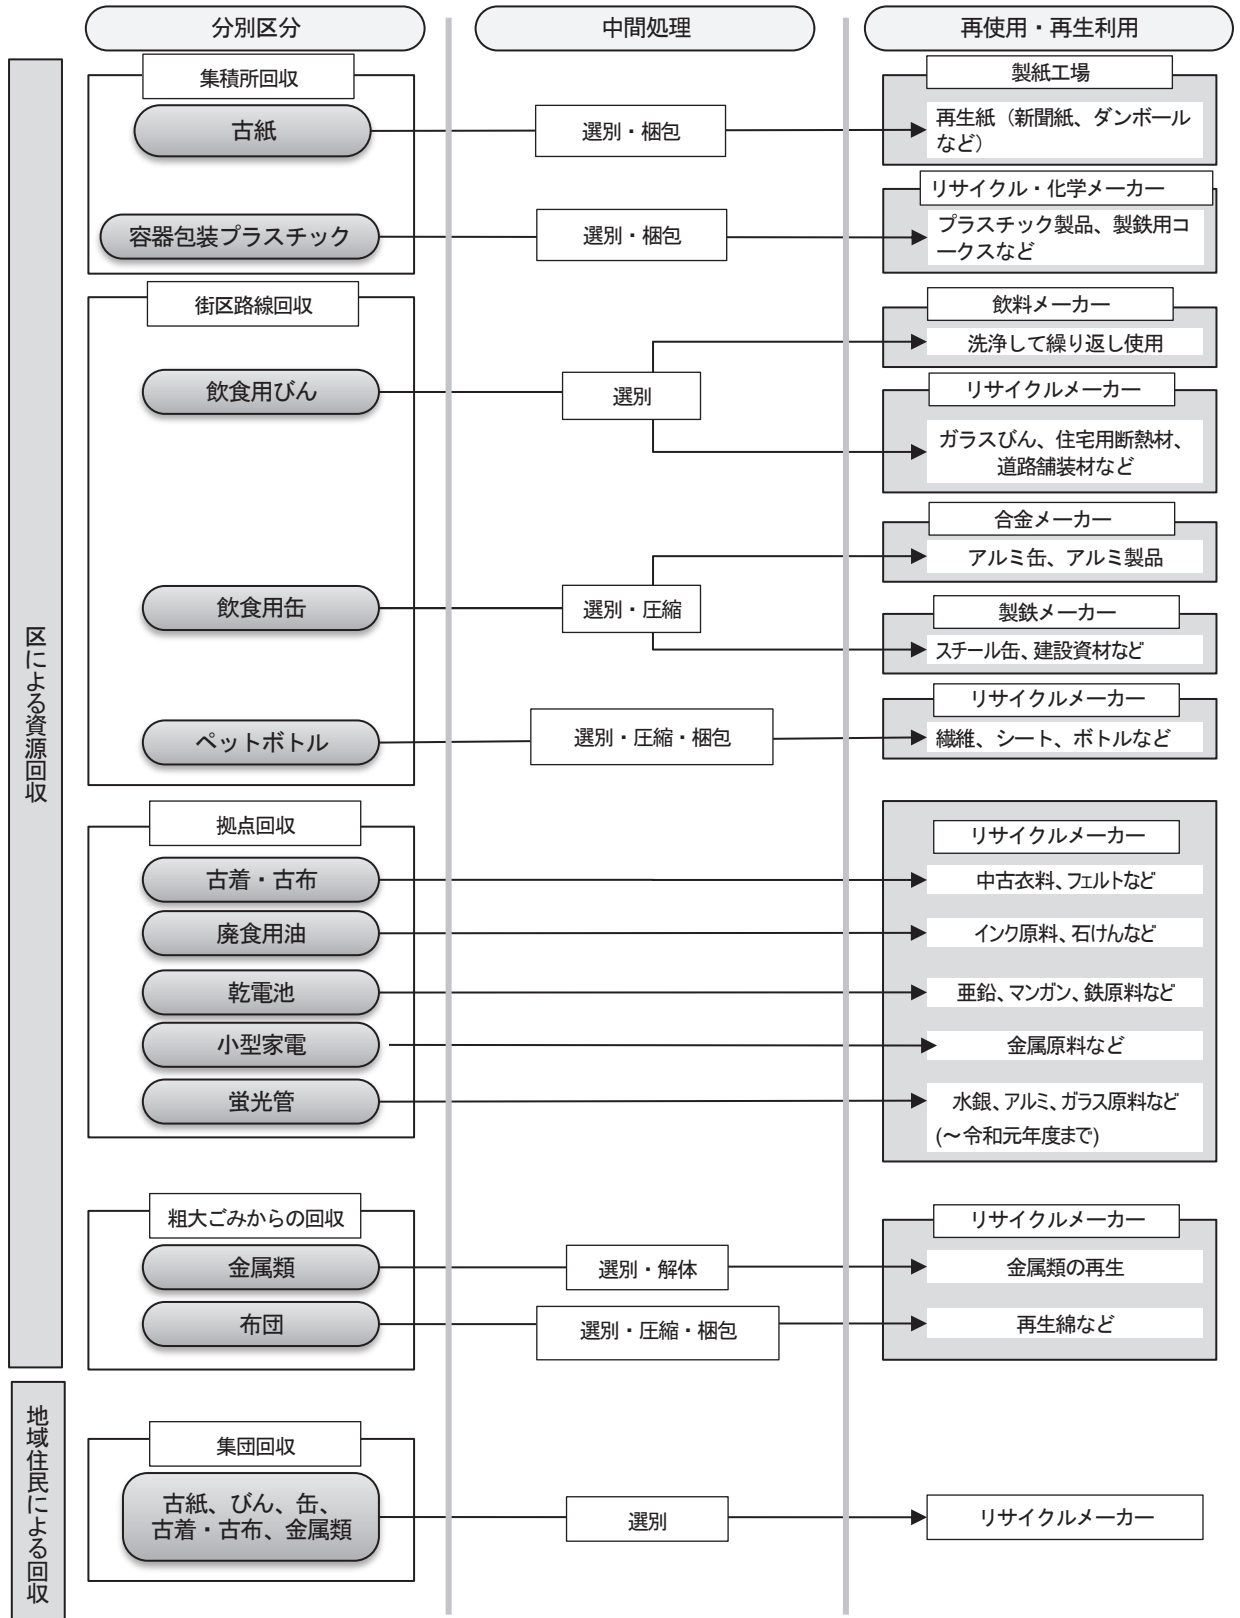 分別区分
中間処理
再使用・再生利用
区による資源回収
集積所回収
古紙
選別・梱包
製紙工場
再生紙（新聞紙、ダンボール
など）
容器包装プラスチック
選別・梱包
リサイクル・化学メーカー
プラスチック製品、製鉄用コ
ークスなど
街区路線回収
飲食用びん
選別
飲料メーカー
洗浄して繰り返し使用
リサイクルメーカー
ガラスびん、住宅用断熱材、
道路舗装材など
飲食用缶
選別・圧縮
合金メーカー
アルミ缶、アルミ製品
製鉄メーカー
スチール缶、建設資材など
ペットボトル
選別・圧縮・梱包
リサイクルメーカー
繊維、シート、ボトルなど
拠点回収
リサイクルメーカー
古着・古布
中古衣料、フェルトなど
廃食用油
インク原料、石けんなど
乾電池
亜鉛、マンガン、鉄原料など
小型家電
金属原料など
蛍光管
水銀、アルミ、ガラス原料など
(～令和元年度まで)
粗大ごみからの回収
リサイクルメーカー
金属類
選別・解体
金属類の再生
布団
選別・圧縮・梱包
再生綿など
地域住民による回収
集団回収
古紙、びん、缶、
古着・古布、金属類
選別
リサイクルメーカー